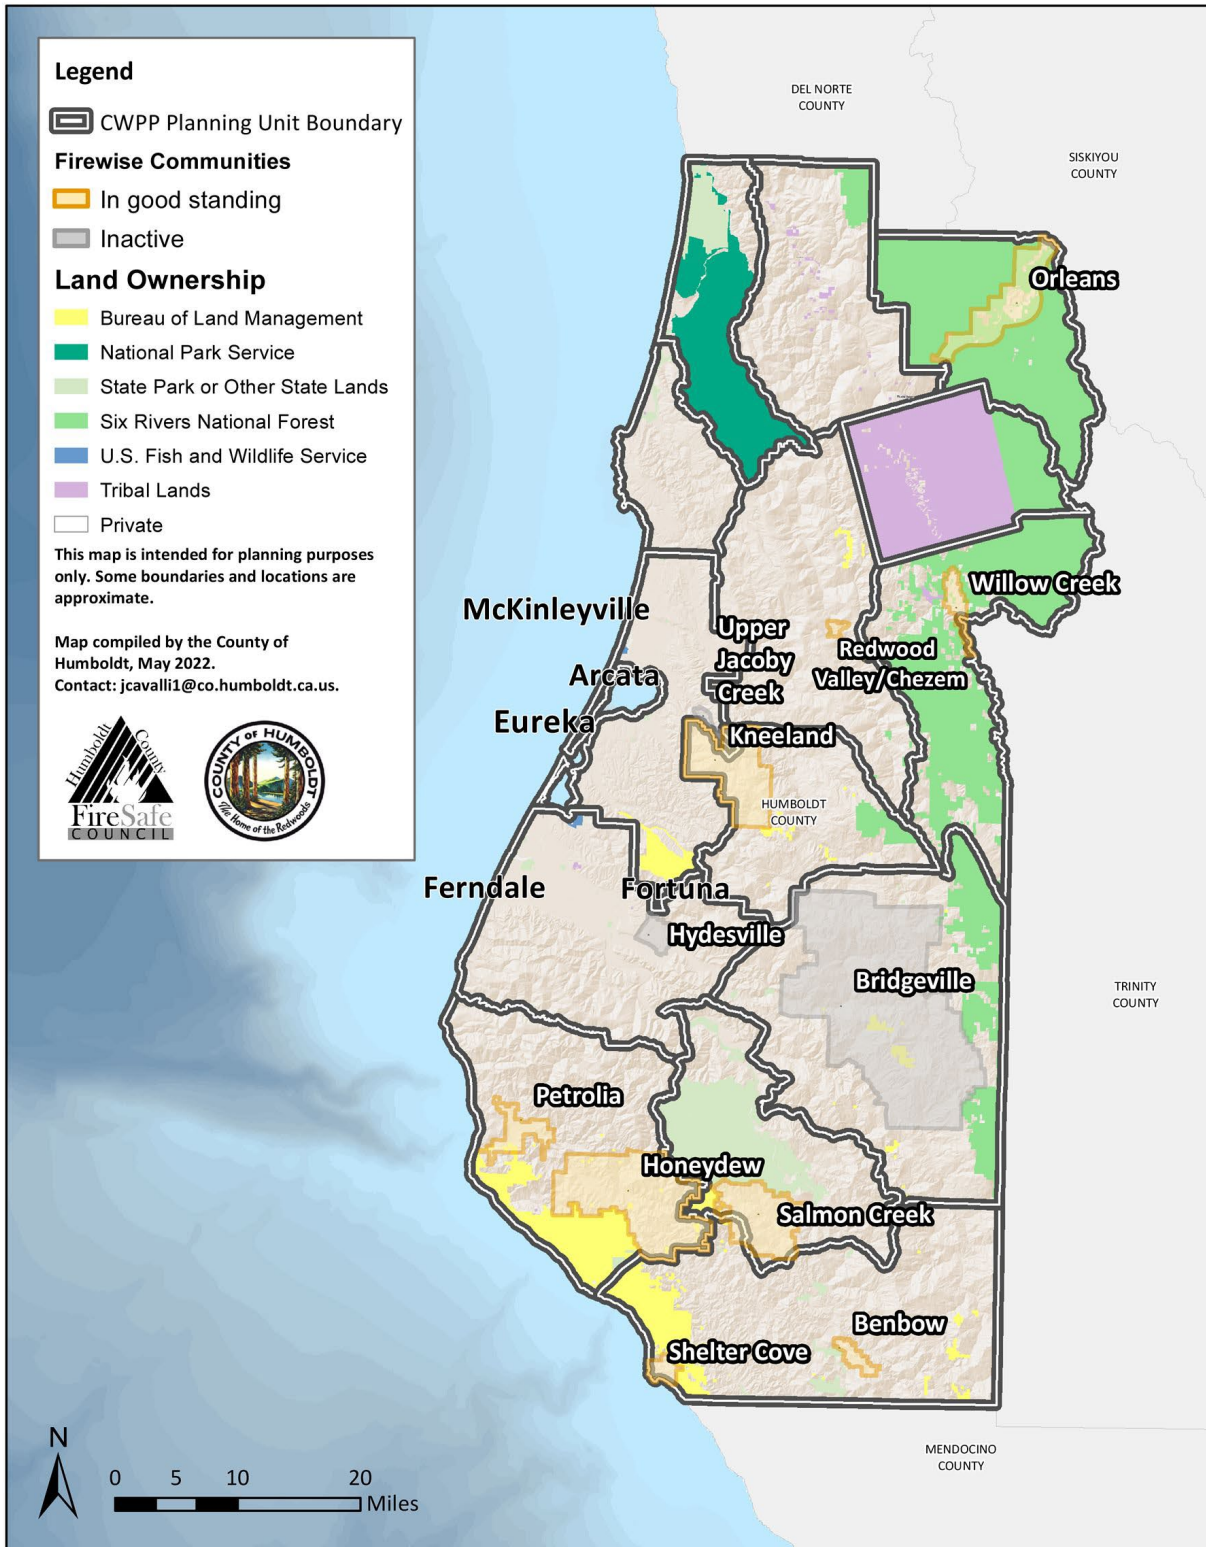 Legend
CWPP Planning Unit Boundary
Firewise Communities
In good standing
Inactive
Land Ownership
Bureau of Land Management
National Park Service
State Park or Other State Lands
Six Rivers National Forest
U.S. Fish and Wildlife Service
Tribal Lands
Private
This map is intended for planning purposes
only. Some boundaries and locations are
approximate.
Map compiled by the County of
Humboldt, May 2022.
Contact: jcavalli1@co.humboldt.ca.us.
Humboldt County
FireSafe
COUNCIL
COUNTY OF HUMBOLDT
The Home of the Redwoods
DEL NORTE
COUNTY
SISKIYOU
COUNTY
Orleans
Willow Creek
McKinleyville
Upper
Jacoby
Creek
Redwood
Valley/Chezem
Arcata
Eureka
Kneeland
HUMBOLDT
COUNTY
Ferndale
Fortuna
Hydesville
Bridgeville
TRINITY
COUNTY
Petrolia
Honeydew
Salmon Creek
Benbow
Shelter Cove
MENDOCINO
COUNTY
N
0 5 10 20
Miles